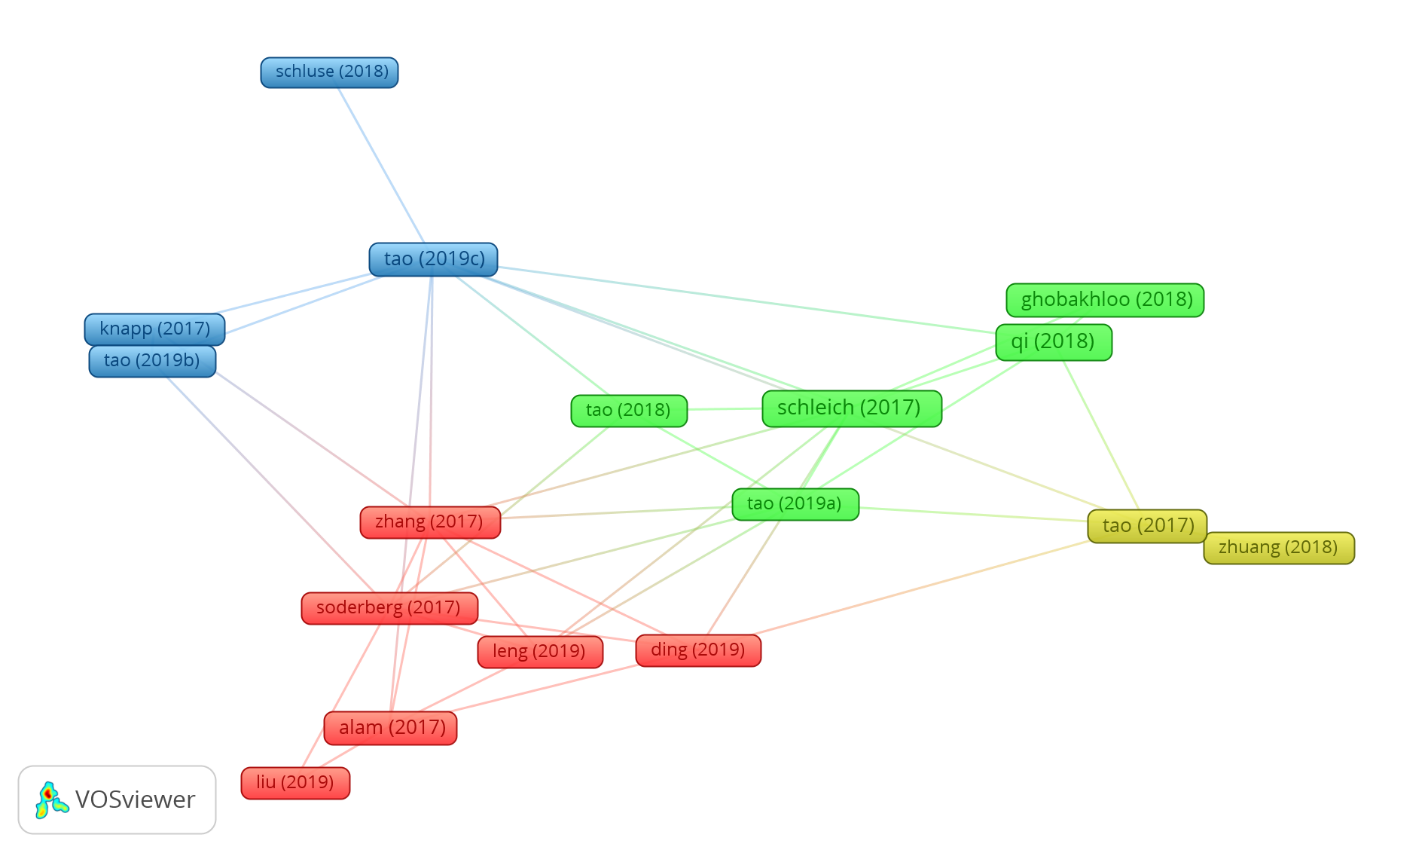 schluse (2018)
tao (2019c)
ghobakhloo (2018)
knapp (2017)
qi (2018)
tao (2019b)
tao (2018)
schleich (2017)
tao (2019a)
zhang (2017)
tao (2017)
zhuang (2018)
soderberg (2017)
leng (2019)
ding (2019)
alam (2017)
liu (2019)
VOSviewer